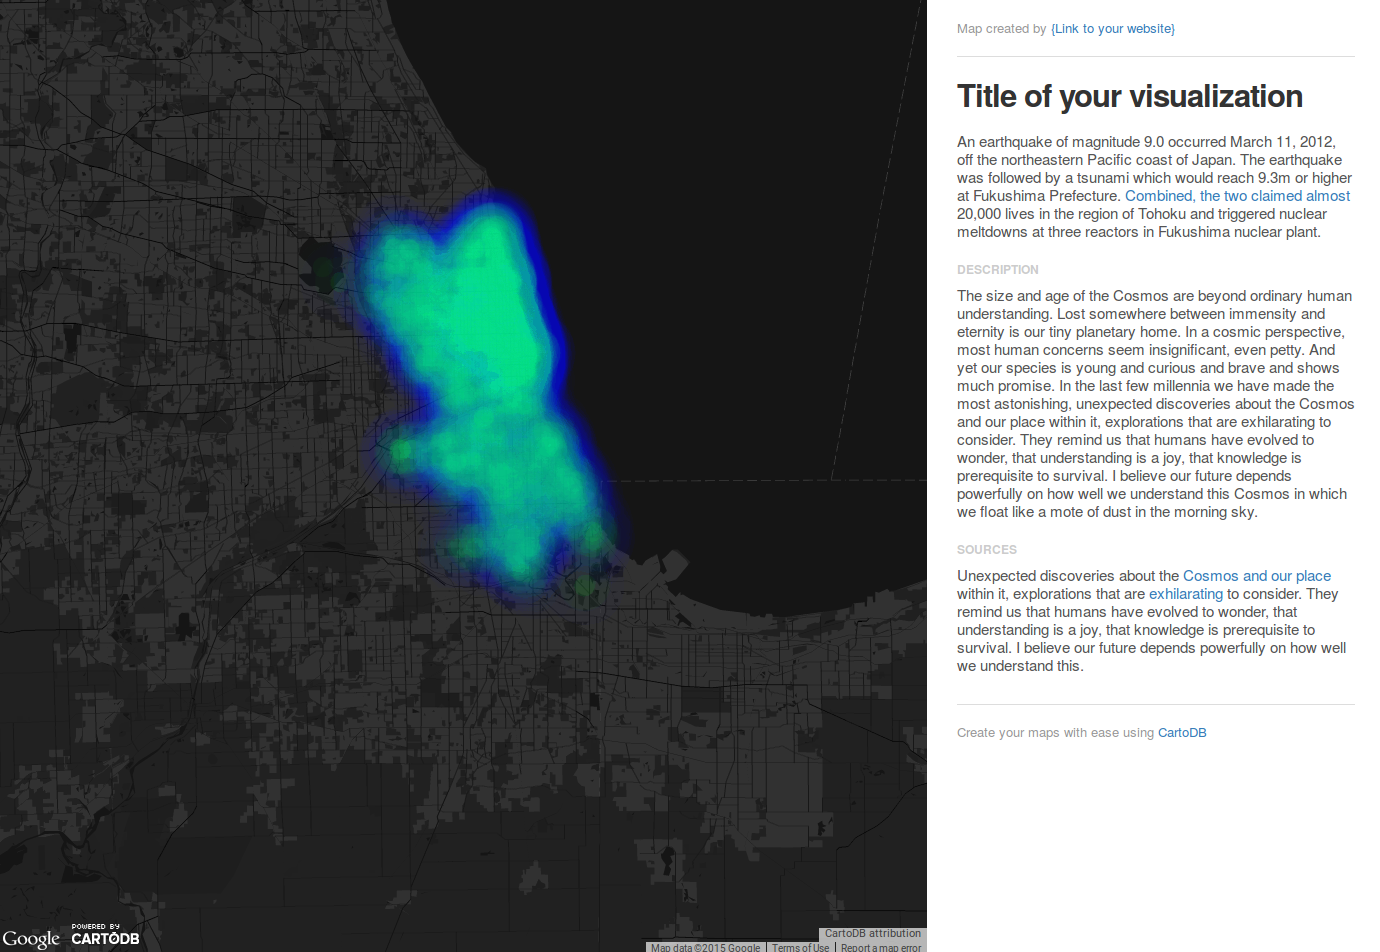 Map created by {Link to your website}
Title of your visualization
An earthquake of magnitude 9.0 occurred March 11, 2012,
off the northeastern Pacific coast of Japan. The earthquake
was followed by a tsunami which would reach 9.3m or higher
at Fukushima Prefecture. Combined, the two claimed almost
20,000 lives in the region of Tohoku and triggered nuclear
meltdowns at three reactors in Fukushima nuclear plant.
DESCRIPTION
The size and age of the Cosmos are beyond ordinary human
understanding. Lost somewhere between immensity and
eternity is our tiny planetary home. In a cosmic perspective,
most human concerns seem insignificant, even petty. And
yet our species is young and curious and brave and shows
much promise. In the last few millennia we have made the
most astonishing, unexpected discoveries about the Cosmos
and our place within it, explorations that are exhilarating to
consider. They remind us that humans have evolved to
wonder, that understanding is a joy, that knowledge is
prerequisite to survival. I believe our future depends
powerfully on how well we understand this Cosmos in which
we float like a mote of dust in the morning sky.
SOURCES
Unexpected discoveries about the Cosmos and our place
within it, explorations that are exhilarating to consider. They
remind us that humans have evolved to wonder, that
understanding is a joy, that knowledge is prerequisite to
survival. I believe our future depends powerfully on how well
we understand this.
Create your maps with ease using CartoDB
Google
POWERED BY
CARTODB
CartoDB attribution
Map data ©2015 Google
Terms of Use
Report a map error